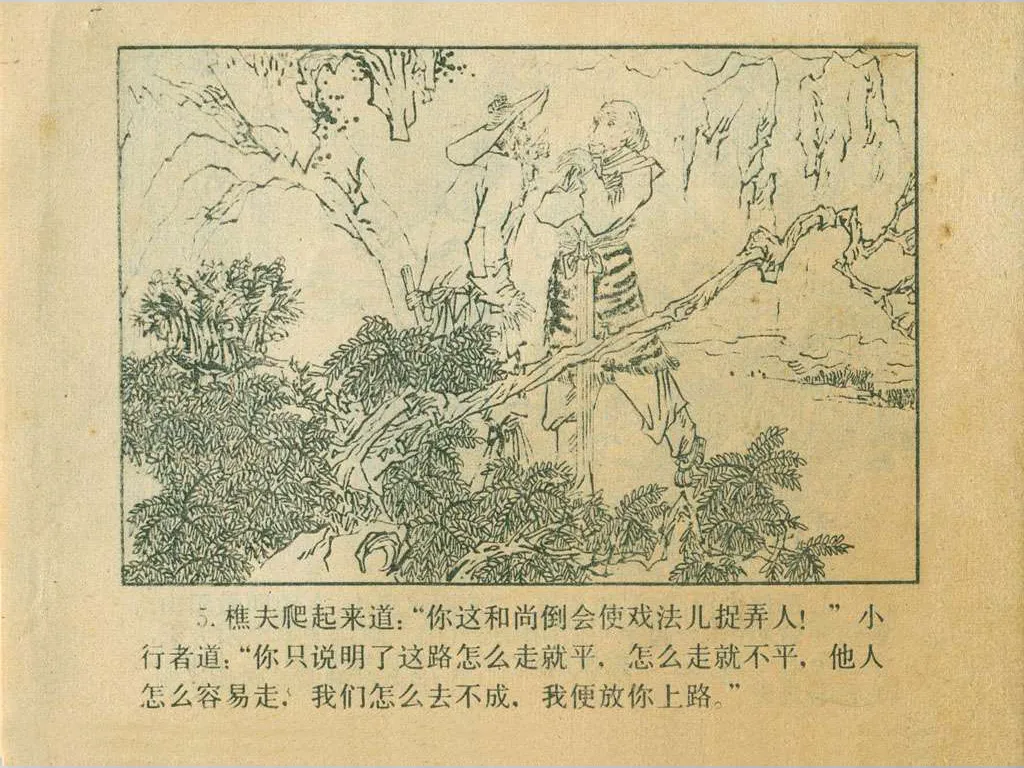 5. 樵夫爬起来道:“你这和尚倒会使戏法儿捉弄人! ” 小
行者道:“你只说明了这路怎么走就平, 怎么走就不平, 他人
怎么容易走, 我们怎么去不成, 我便放你上路。”